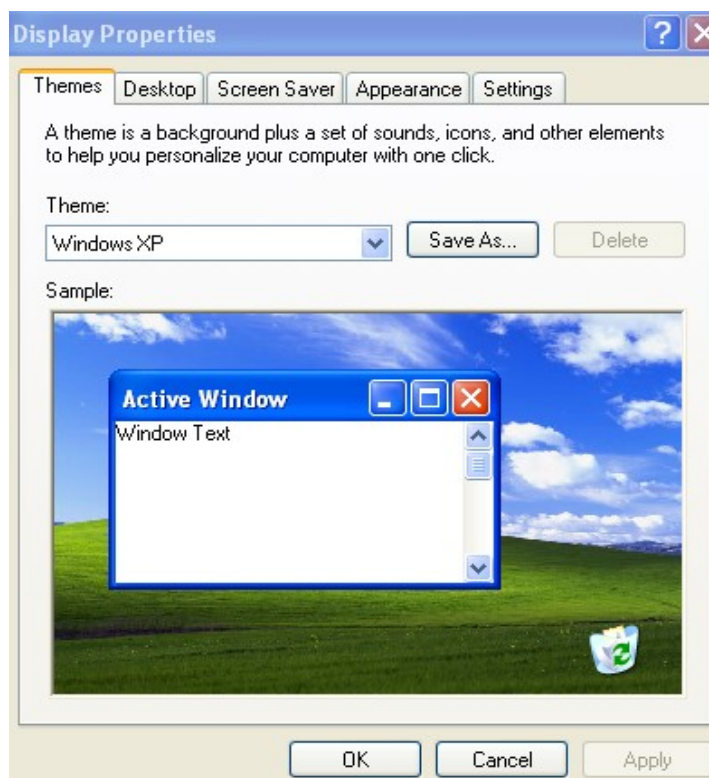 Display Properties
Themes Desktop Screen Saver Appearance Settings
A theme is a background plus a set of sounds, icons, and other elements
to help you personalize your computer with one click.
Theme:
Windows XP Save As... Delete
Sample:
Active Window
Window Text
OK Cancel Apply